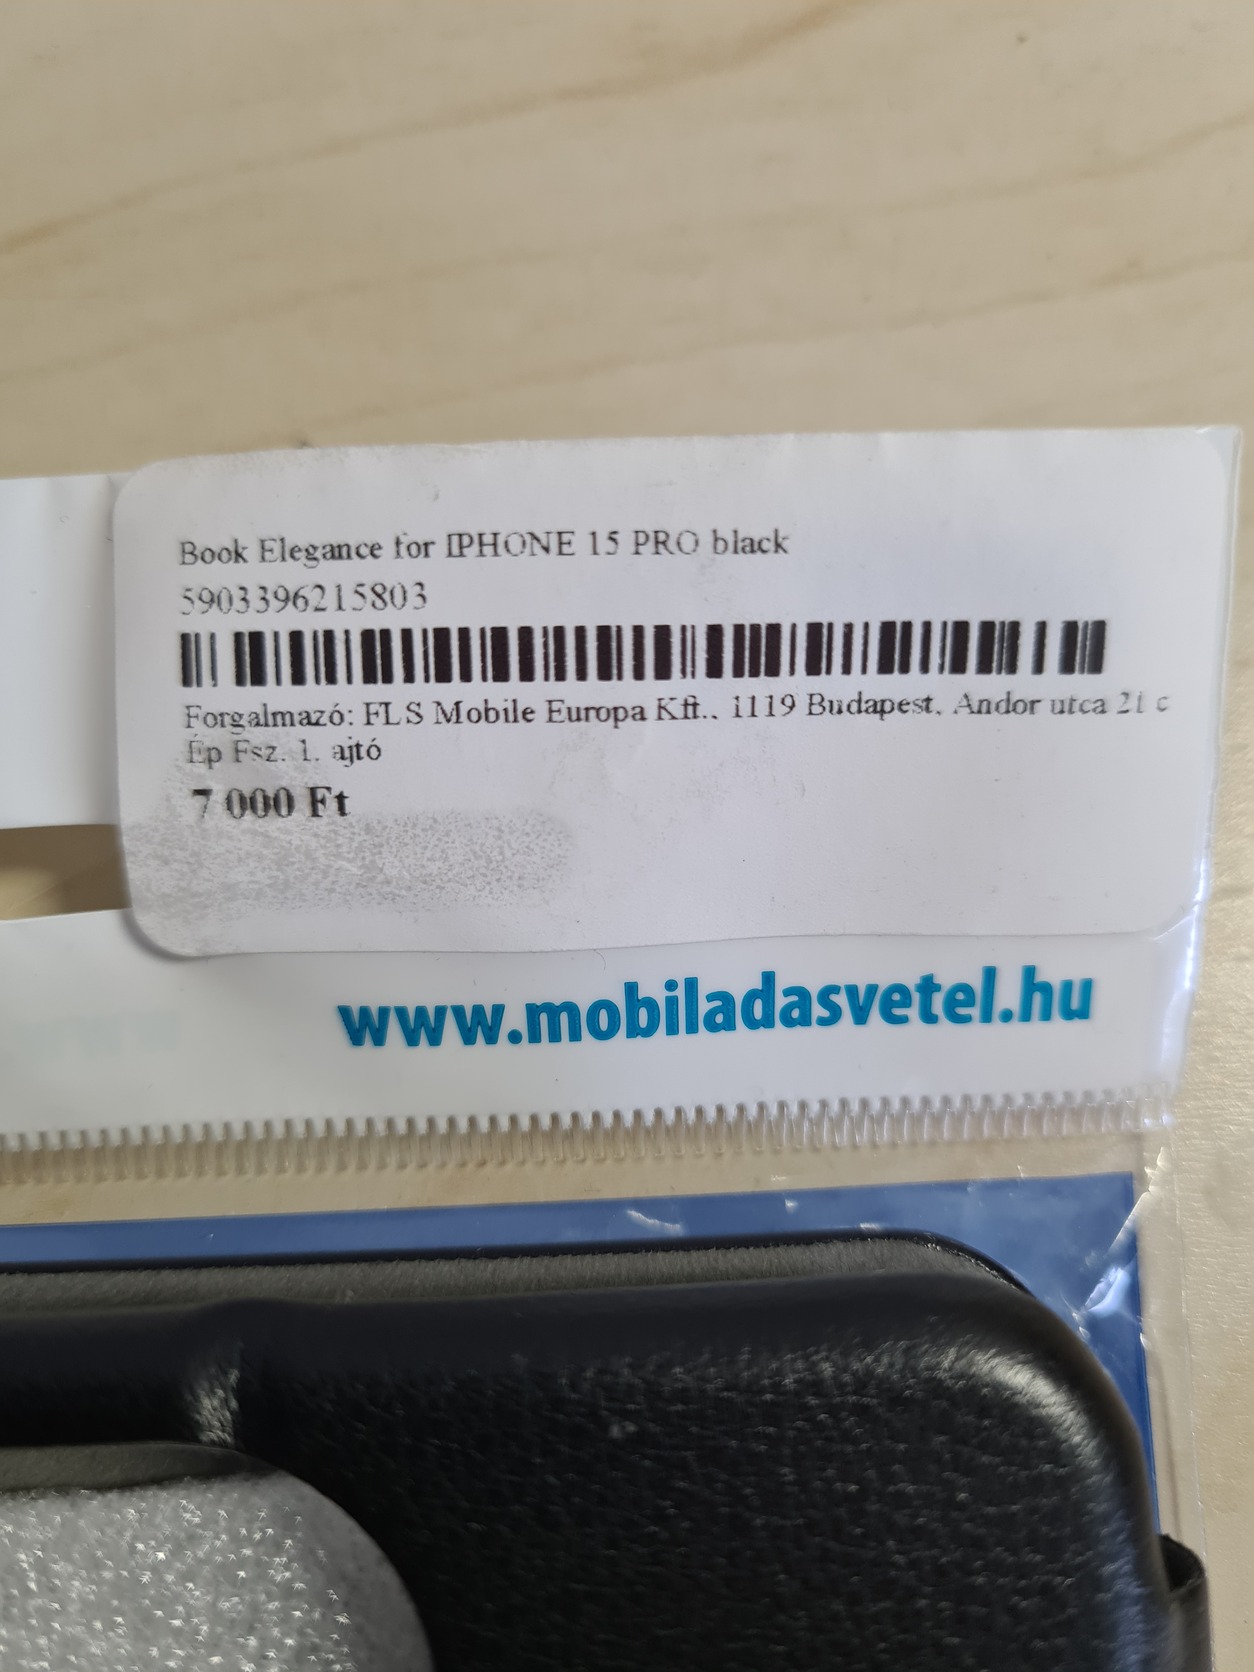 Book Elegance for IPHONE 15 PRO black
5903396215803
Forgalmazó: FLS Mobile Europa Kft., 1119 Budapest, Andor utca 21 c
Ép Fsz. 1. ajtó
7 000 Ft
www.mobiladasvetel.hu